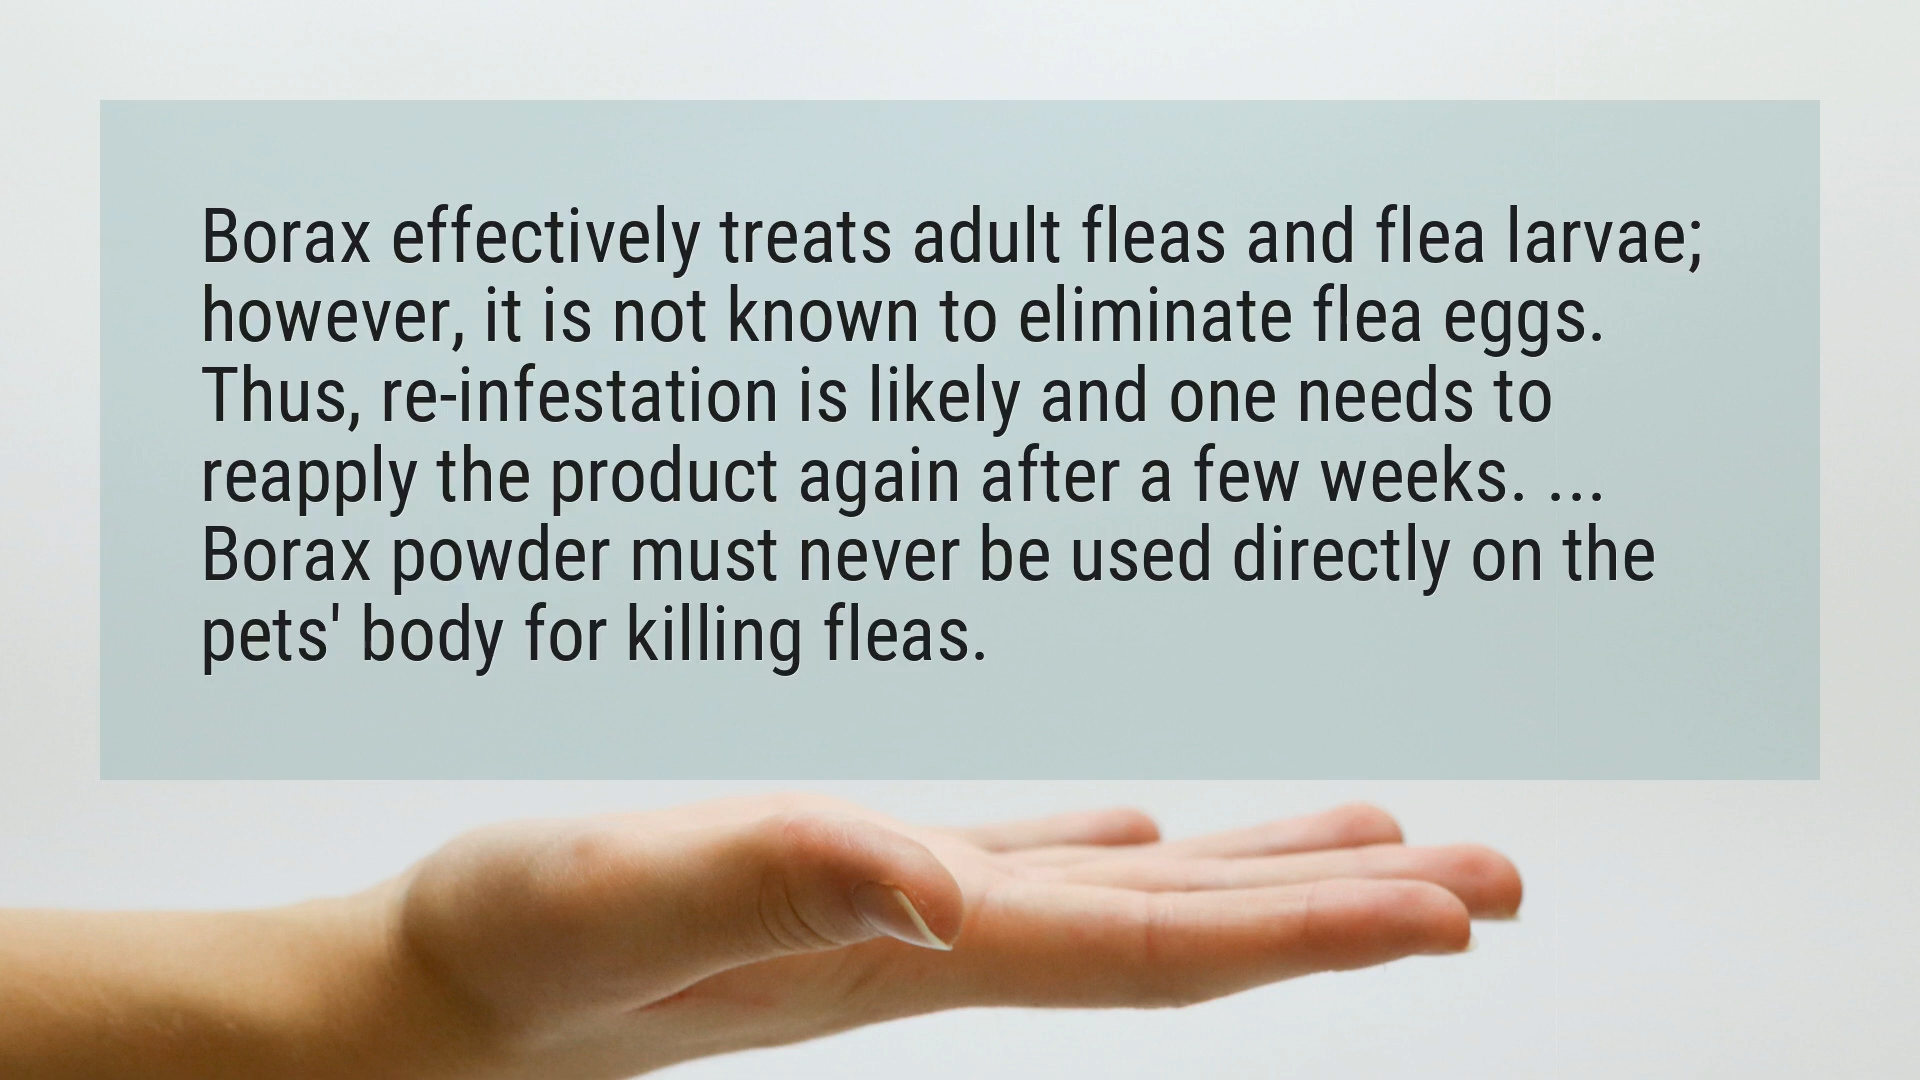 Borax effectively treats adult fleas and flea larvae;
however, it is not known to eliminate flea eggs.
Thus, re-infestation is likely and one needs to
reapply the product again after a few weeks. ...
Borax powder must never be used directly on the
pets' body for killing fleas.